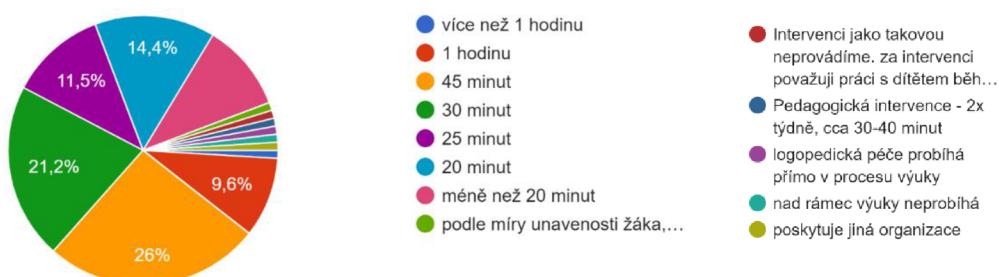 14,4%
11,5%
21,2%
9,6%
26%
více než 1 hodinu
1 hodinu
45 minut
30 minut
25 minut
20 minut
méně než 20 minut
podle míry unavenosti žáka,…
Intervenci jako takovou
neprovádíme. za intervenci
považuji práci s dítětem běh…
Pedagogická intervence - 2x
týdně, cca 30-40 minut
logopedická péče probíhá
přímo v procesu výuky
nad rámec výuky neprobíhá
poskytuje jiná organizace